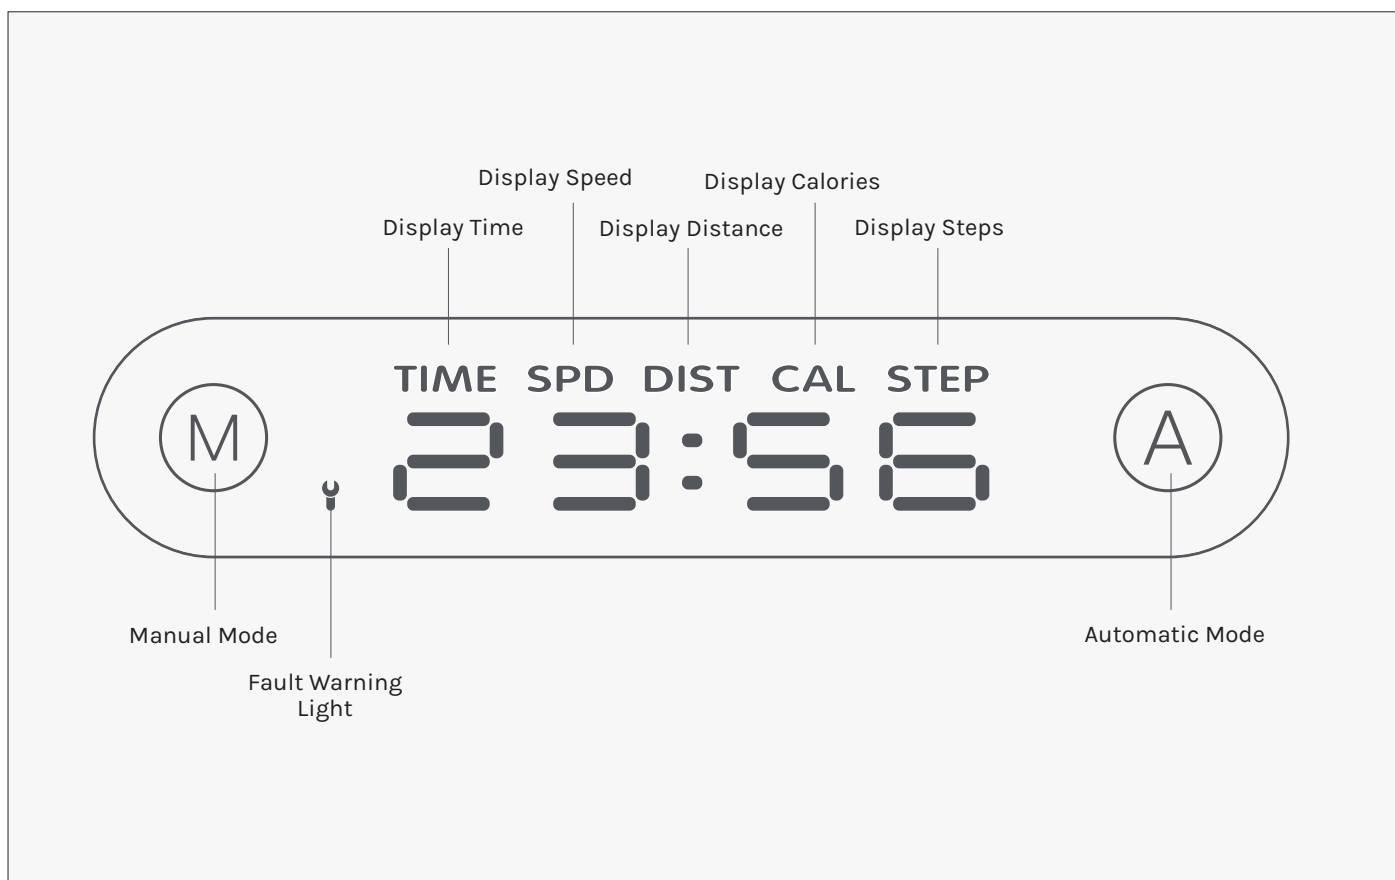 Display Speed
Display Calories
Display Time
Display Distance
Display Steps
TIME SPD DIST CAL STEP
M
23:56
A
Manual Mode
Automatic Mode
Fault Warning
Light